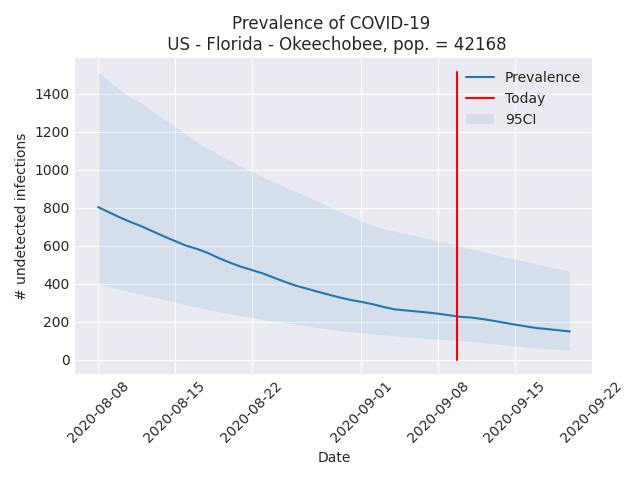 Prevalence of COVID-19
US - Florida - Okeechobee, pop. = 42168
Prevalence
Today
95CI
# undetected infections
1400
1200
1000
800
600
400
200
0
2020-08-08
2020-08-15
2020-08-22
2020-09-01
2020-09-08
2020-09-15
2020-09-22
Date